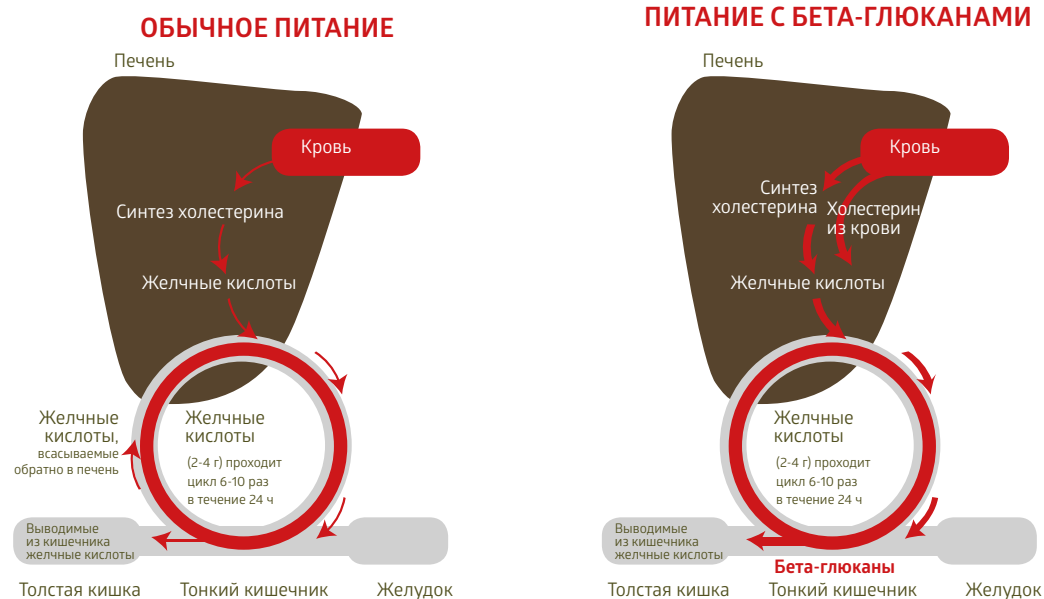 ОБЫЧНОЕ ПИТАНИЕ
Печень
Кровь
Синтез холестерина
Желчные кислоты
Желчные
кислоты,
всасываемые
обратно в печень
Желчные
кислоты
(2-4 г) проходит
цикл 6-10 раз
в течение 24 ч
Выводимые
из кишечника
желчные кислоты
Толстая кишка
Тонкий кишечник
Желудок
ПИТАНИЕ С БЕТА-ГЛЮКАНАМИ
Печень
Кровь
Синтез
холестерина
Холестерин
из крови
Желчные кислоты
Желчные
кислоты
(2-4 г) проходит
цикл 6-10 раз
в течение 24 ч
Выводимые
из кишечника
желчные кислоты
Бета-глюканы
Толстая кишка
Тонкий кишечник
Желудок